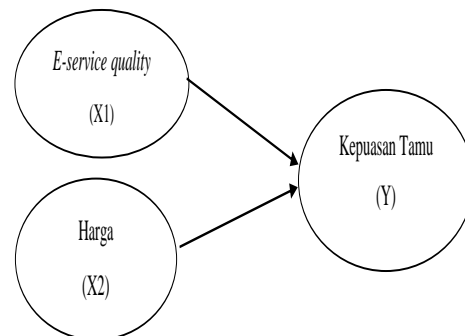 E-service quality
(X1)
Kepuasan Tamu
(Y)
Harga
(X2)